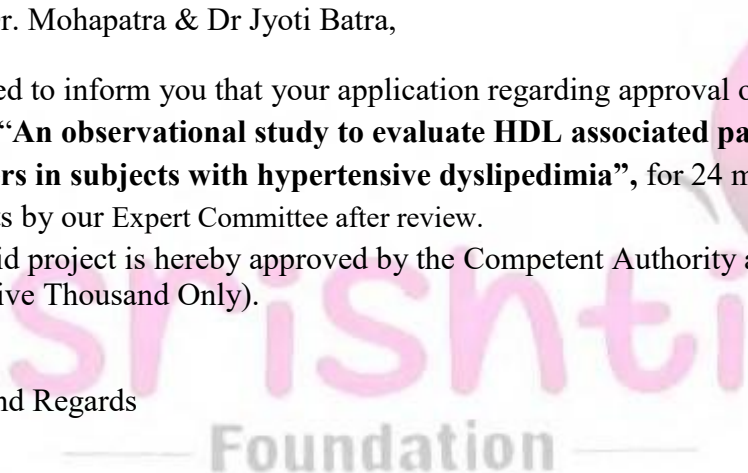 r. Mohapatra & Dr Jyoti Batra,
ed to inform you that your application regarding approval o
“An observational study to evaluate HDL associated pa
rs in subjects with hypertensive dyslipedimia”, for 24 m
s by our Expert Committee after review.
id project is hereby approved by the Competent Authority a
ive Thousand Only).
srishti
nd Regards
Foundation